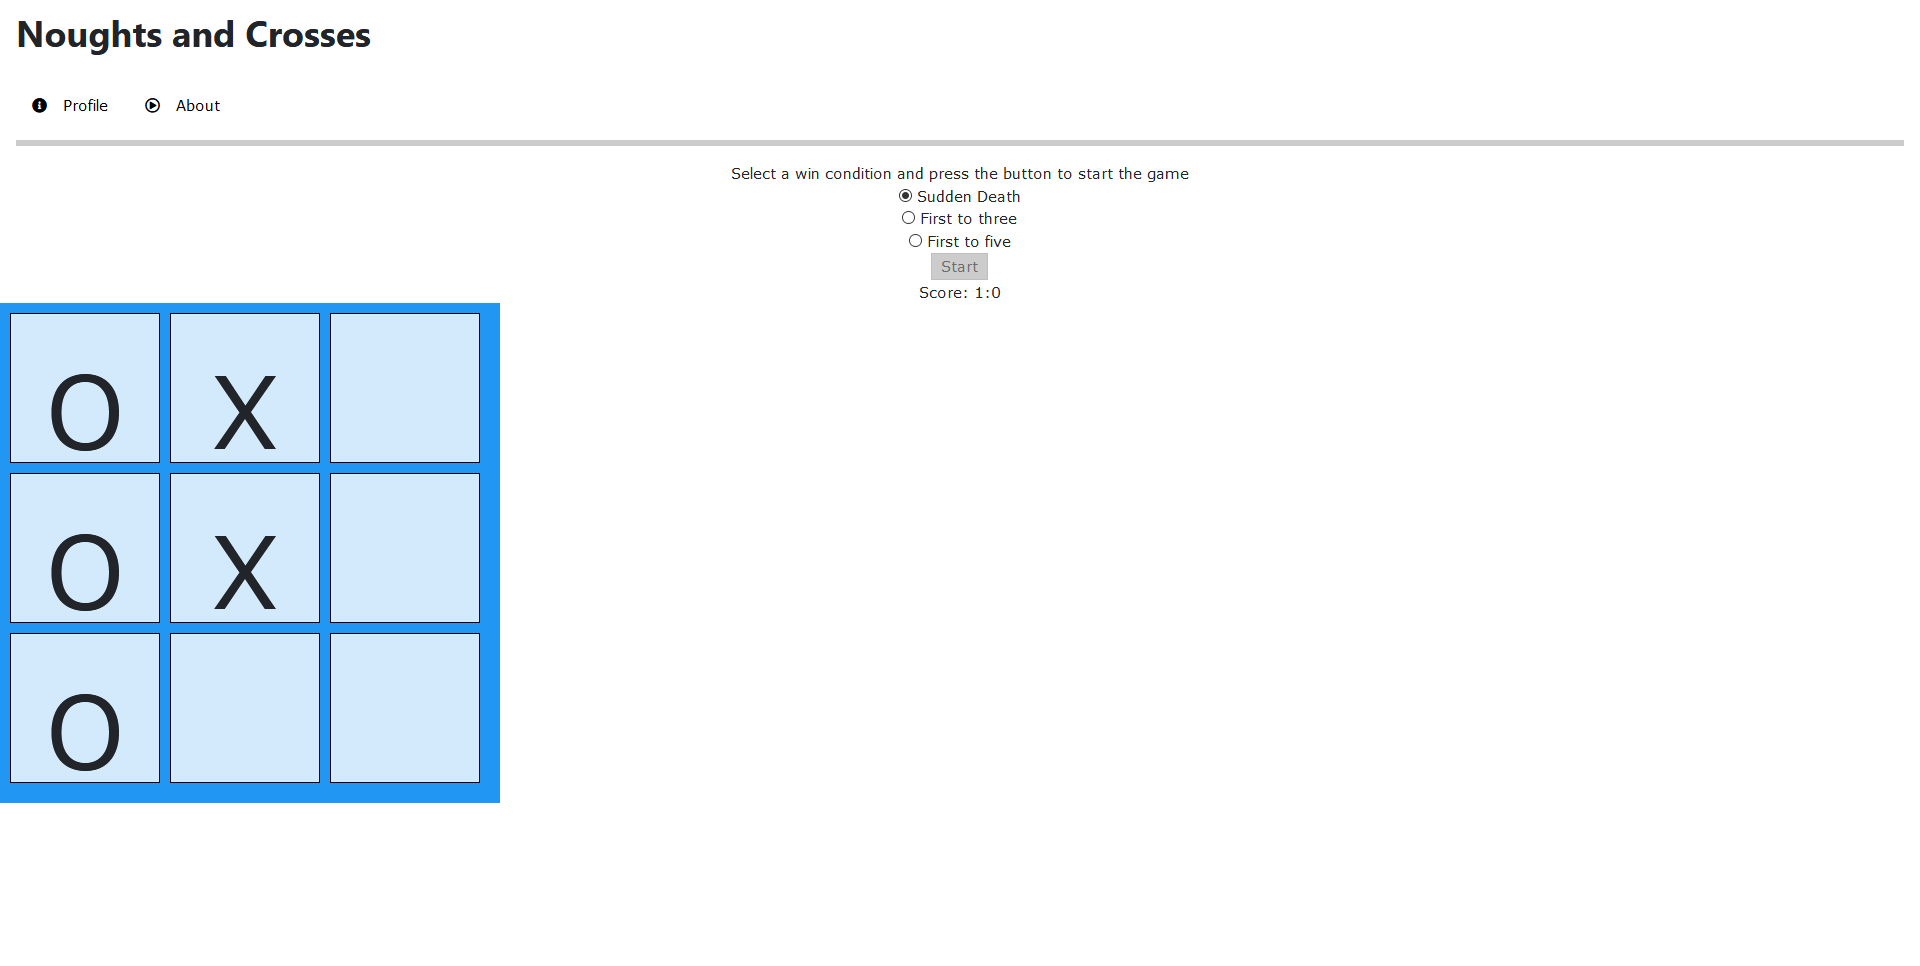 Noughts and Crosses
Profile About
Select a win condition and press the button to start the game
Sudden Death
First to three
First to five
Start
Score: 1:0
O X
O X
O